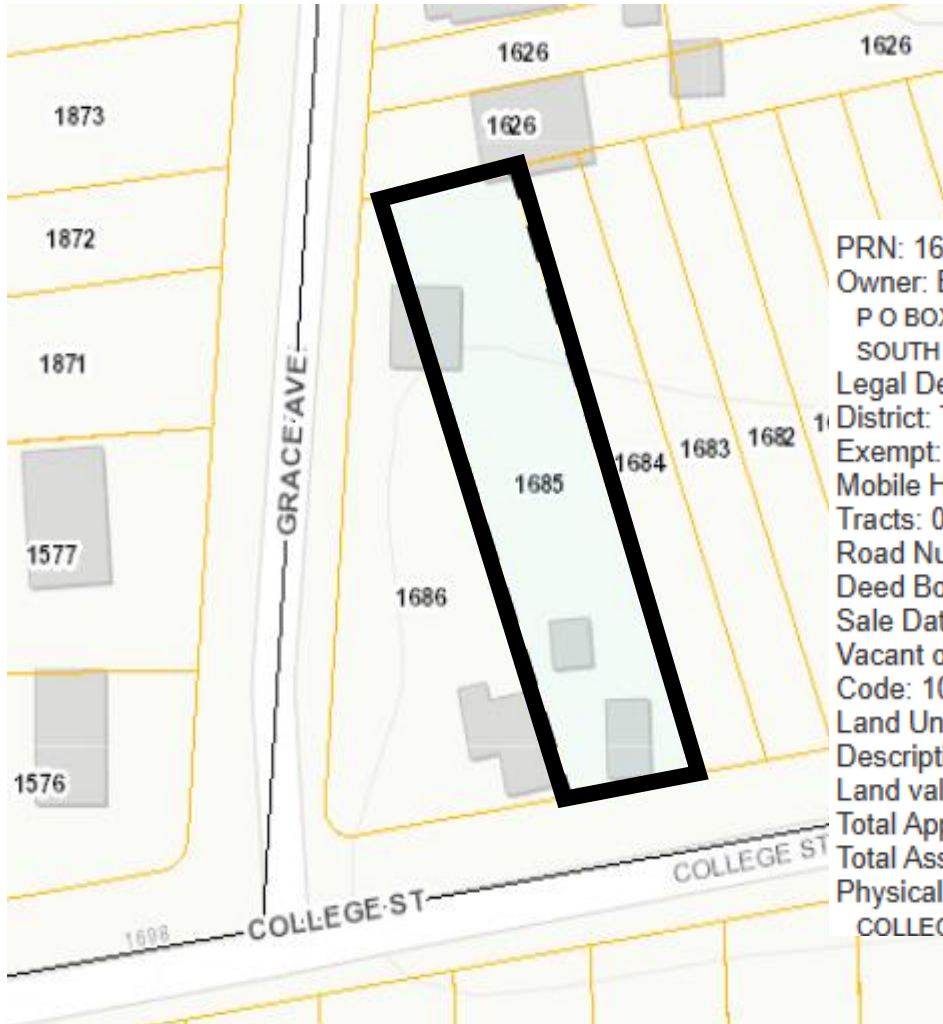 1626
1626
1873
1626
1872
PRN: 16
Owner: E
P O BOX
SOUTH
1871
Legal De
District:
Exempt:
1684
1683
1682
1685
Mobile H
Tracts: 0
GRACE AVE
Road Nu
1577
Deed Bo
1686
Sale Dat
Vacant o
Code: 10
Land Un
Descripti
1576
Land val
Total App
Total Ass
COLLEGE ST
Physical
COLLEGE ST
COLLEG
1698